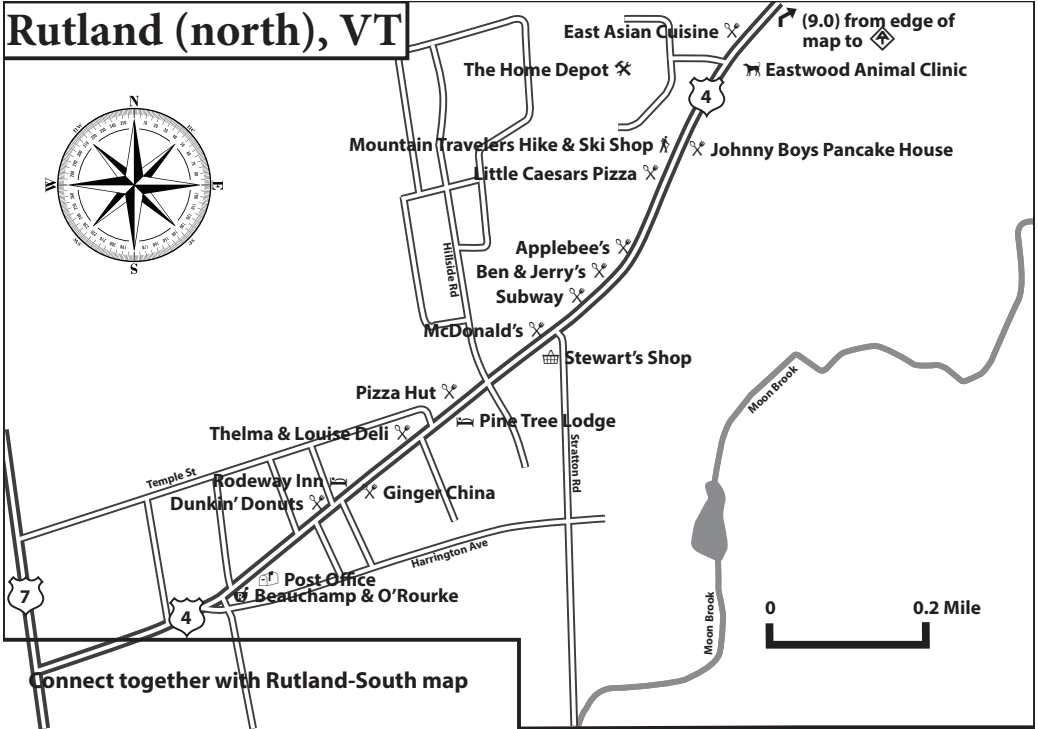 Rutland (north), VT
East Asian Cuisine
(9.0) from edge of
map to
The Home Depot
Eastwood Animal Clinic
4
N
W
E
S
Mountain Travelers Hike & Ski Shop
Johnny Boys Pancake House
Little Caesars Pizza
Hillside Rd
Applebee's
Ben & Jerry's
Subway
McDonald's
Stewart's Shop
Moon Brook
Pizza Hut
Pine Tree Lodge
Thelma & Louise Deli
Stratton Rd
Temple St
Rodeway Inn
Ginger China
Dunkin' Donuts
Harrington Ave
Post Office
Beauchamp & O'Rourke
7
4
Moon Brook
0
0.2 Mile
Connect together with Rutland-South map